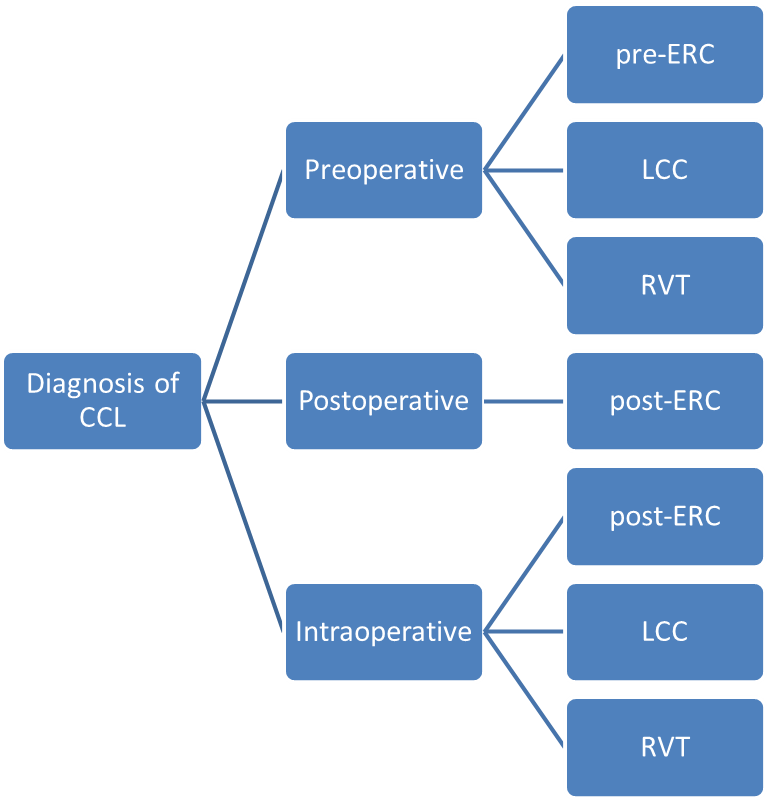 Diagnosis of
CCL
Preoperative
pre-ERC
LCC
RVT
Postoperative
post-ERC
Intraoperative
post-ERC
LCC
RVT